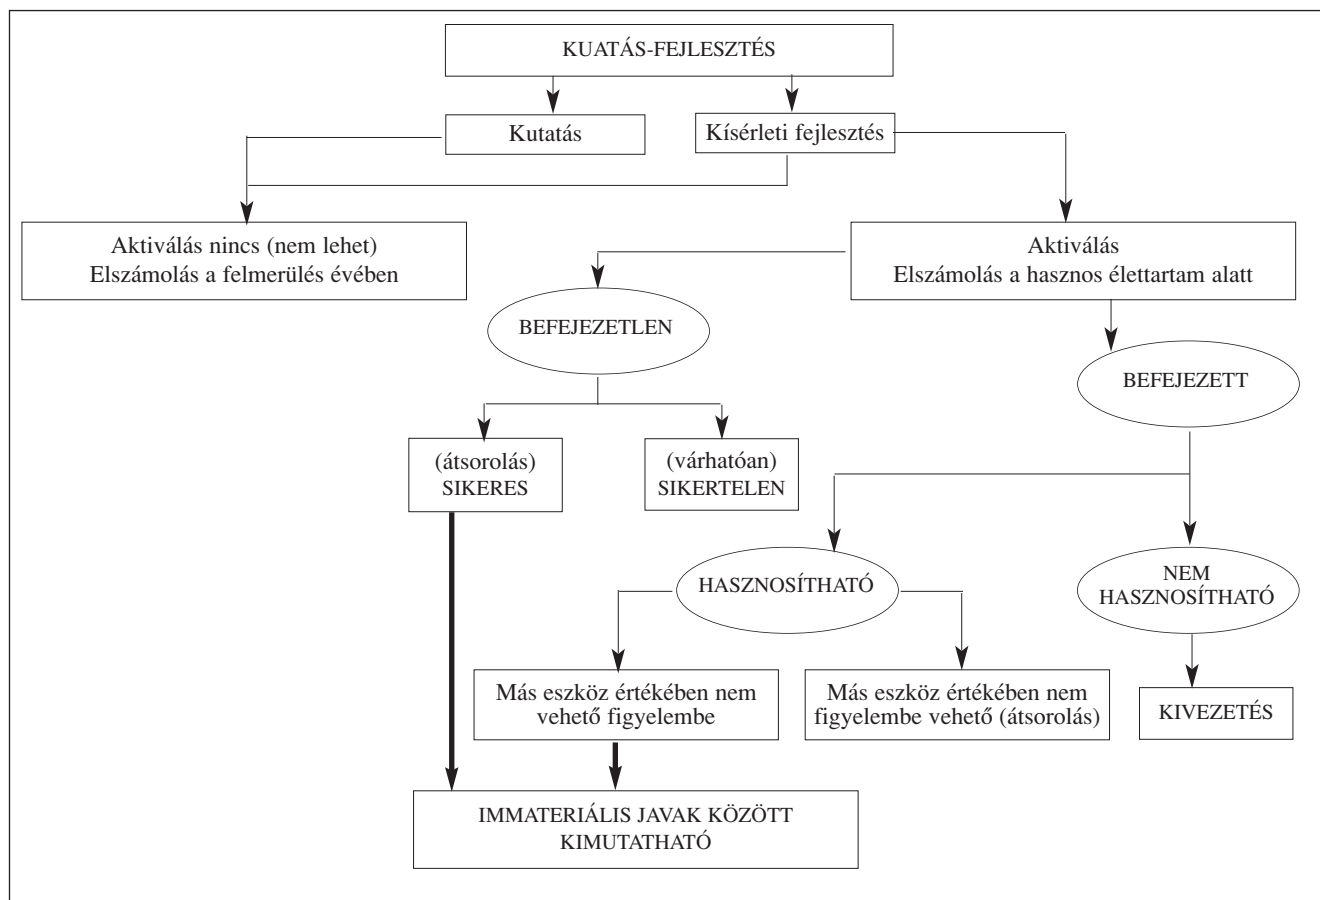 KUATÁS-FEJLESZTÉS
Kutatás
Kísérleti fejlesztés
Aktiválás nincs (nem lehet)
Elszámolás a felmerülés évében
Aktiválás
Elszámolás a hasznos élettartam alatt
BEFEJEZETLEN
BEFEJEZETT
(átsorolás)
SIKERES
(várhatóan)
SIKERTELEN
HASZNOSÍTHATÓ
NEM
HASZNOSÍTHATÓ
Más eszköz értékében nem
vehető figyelembe
Más eszköz értékében nem
figyelembe vehető (átsorolás)
KIVEZETÉS
IMMATERIÁLIS JAVAK KÖZÖTT
KIMUTATHATÓ